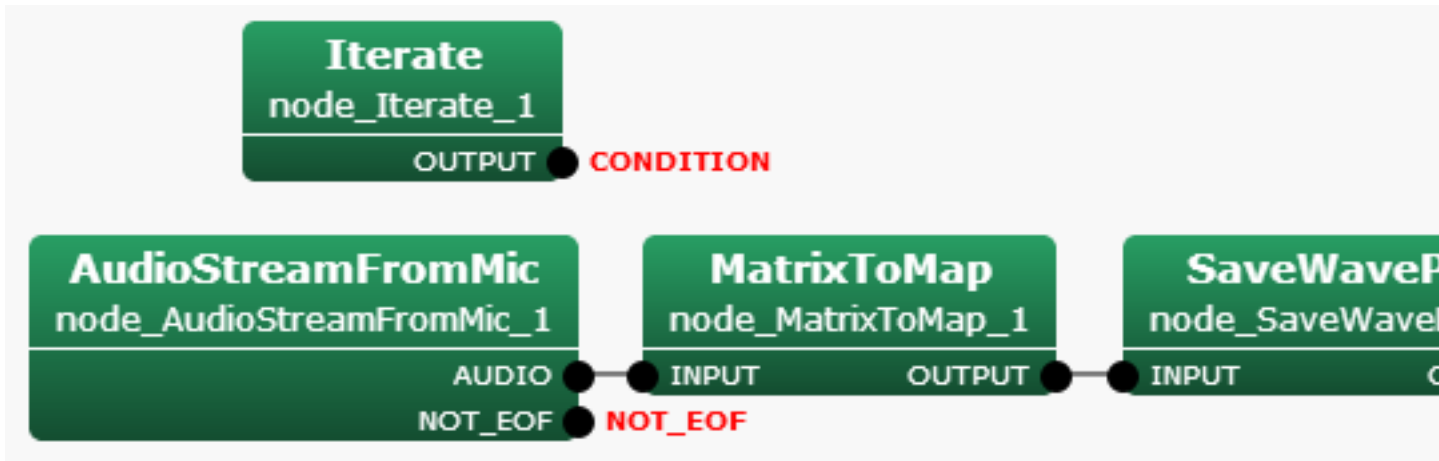 Iterate
node_Iterate_1
OUTPUT CONDITION
AudioStreamFromMic MatrixToMap
node_AudioStreamFromMic_1 node_MatrixToMap_1
AUDIO INPUT OUTPUT INPUT
NOT_EOF NOT_EOF